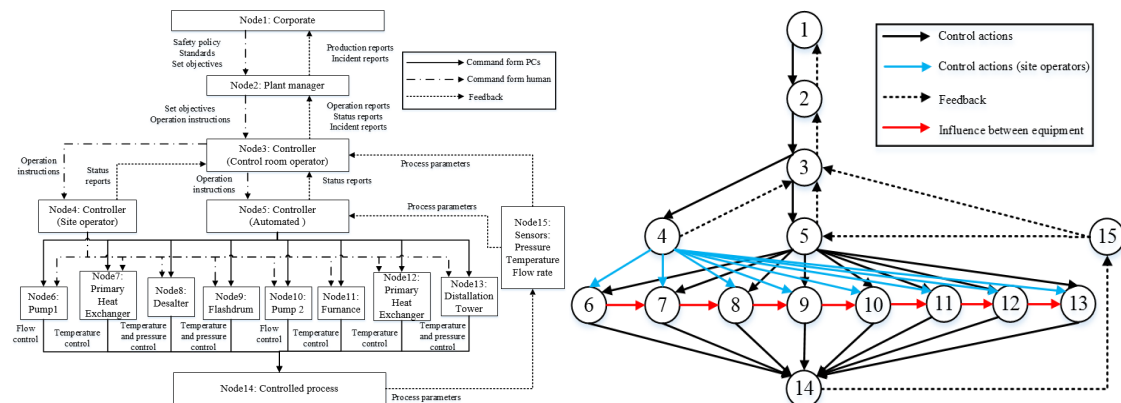 Node1: Corporate
Safety policy
Standards
Set objectives
Production reports
Incident reports
Command form PCs
Command form human
Feedback
Node2: Plant manager
Set objectives
Operation instructions
Operation reports
Status reports
Incident reports
Node3: Controller
(Control room operator)
Process parameters
Operation
instructions
Status
reports
Operation
instructions
Status reports
Node4: Controller
(Site operator)
Node5: Controller
(Automated )
Process parameters
Node15:
Sensors:
Pressure
Temperature
Flow rate
Node6:
Pump1
Node7:
Primary
Heat
Exchanger
Node8:
Desalter
Node9:
Flashdrum
Node10:
Pump 2
Node11:
Furnance
Node12:
Primary
Heat
Exchanger
Node13:
Distallation
Tower
Flow
control
Temperature
control
Temperature
and pressure
control
Temperature
and pressure
control
Flow
control
Temperature
control
Temperature
control
Temperature
and pressure
control
Node14: Controlled process
Process parameters
1
2
3
4
5
15
6
7
8
9
10
11
12
13
14
Control actions
Control actions (site operators)
Feedback
Influence between equipment